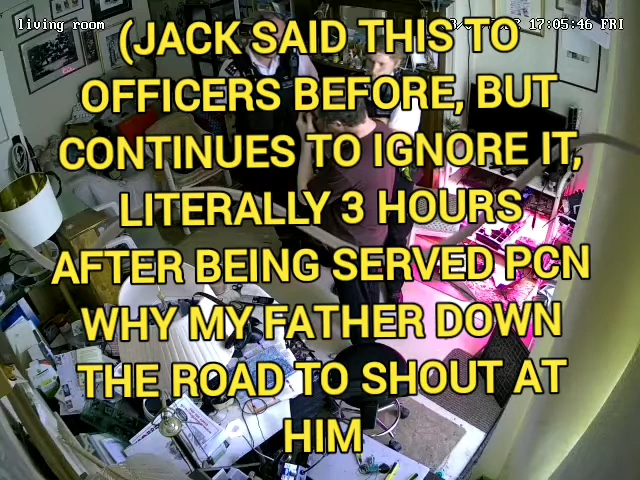 living room
17:05:46 FRI
(JACK SAID THIS TO
OFFICERS BEFORE, BUT
CONTINUES TO IGNORE IT,
LITERALLY 3 HOURS
AFTER BEING SERVED PCN
WHY MY FATHER DOWN
THE ROAD TO SHOUT AT
HIM